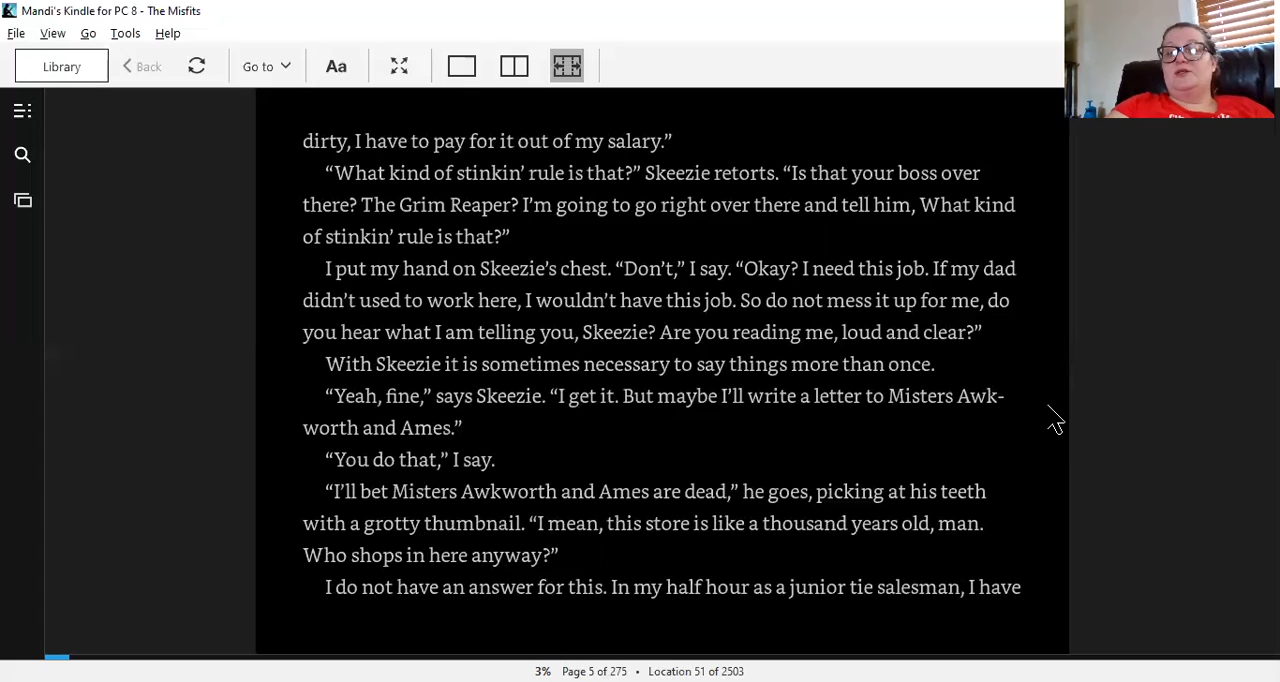 Mandi's Kindle for PC 8 - The Misfits
File View Go Tools Help
Library Back Go to Aa
dirty, I have to pay for it out of my salary.”
“What kind of stinkin’ rule is that?” Skeezie retorts. “Is that your boss over
there? The Grim Reaper? I’m going to go right over there and tell him, What kind
of stinkin’ rule is that?”
I put my hand on Skeezie’s chest. “Don’t,” I say. “Okay? I need this job. If my dad
didn’t used to work here, I wouldn’t have this job. So do not mess it up for me, do
you hear what I am telling you, Skeezie? Are you reading me, loud and clear?”
With Skeezie it is sometimes necessary to say things more than once.
“Yeah, fine,” says Skeezie. “I get it. But maybe I’ll write a letter to Misters Awk-
worth and Ames.”
“You do that,” I say.
“I’ll bet Misters Awkworth and Ames are dead,” he goes, picking at his teeth
with a grotty thumbnail. “I mean, this store is like a thousand years old, man.
Who shops in here anyway?”
I do not have an answer for this. In my half hour as a junior tie salesman, I have
3% Page 5 of 275 • Location 51 of 2503